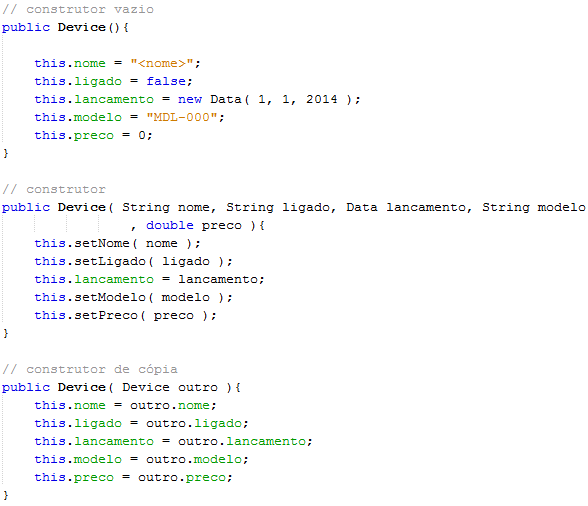 // construtor vazio
public Device(){
this.nome = "<nome>";
this.ligado = false;
this.lancamento = new Data( 1, 1, 2014 );
this.modelo = "MDL-000";
this.preco = 0;
}
// construtor
public Device( String nome, String ligado, Data lancamento, String modelo
, double preco ){
this.setNome( nome );
this.setLigado( ligado );
this.lancamento = lancamento;
this.setModelo( modelo );
this.setPreco( preco );
}
// construtor de cópia
public Device( Device outro ){
this.nome = outro.nome;
this.ligado = outro.ligado;
this.lancamento = outro.lancamento;
this.modelo = outro.modelo;
this.preco = outro.preco;
}